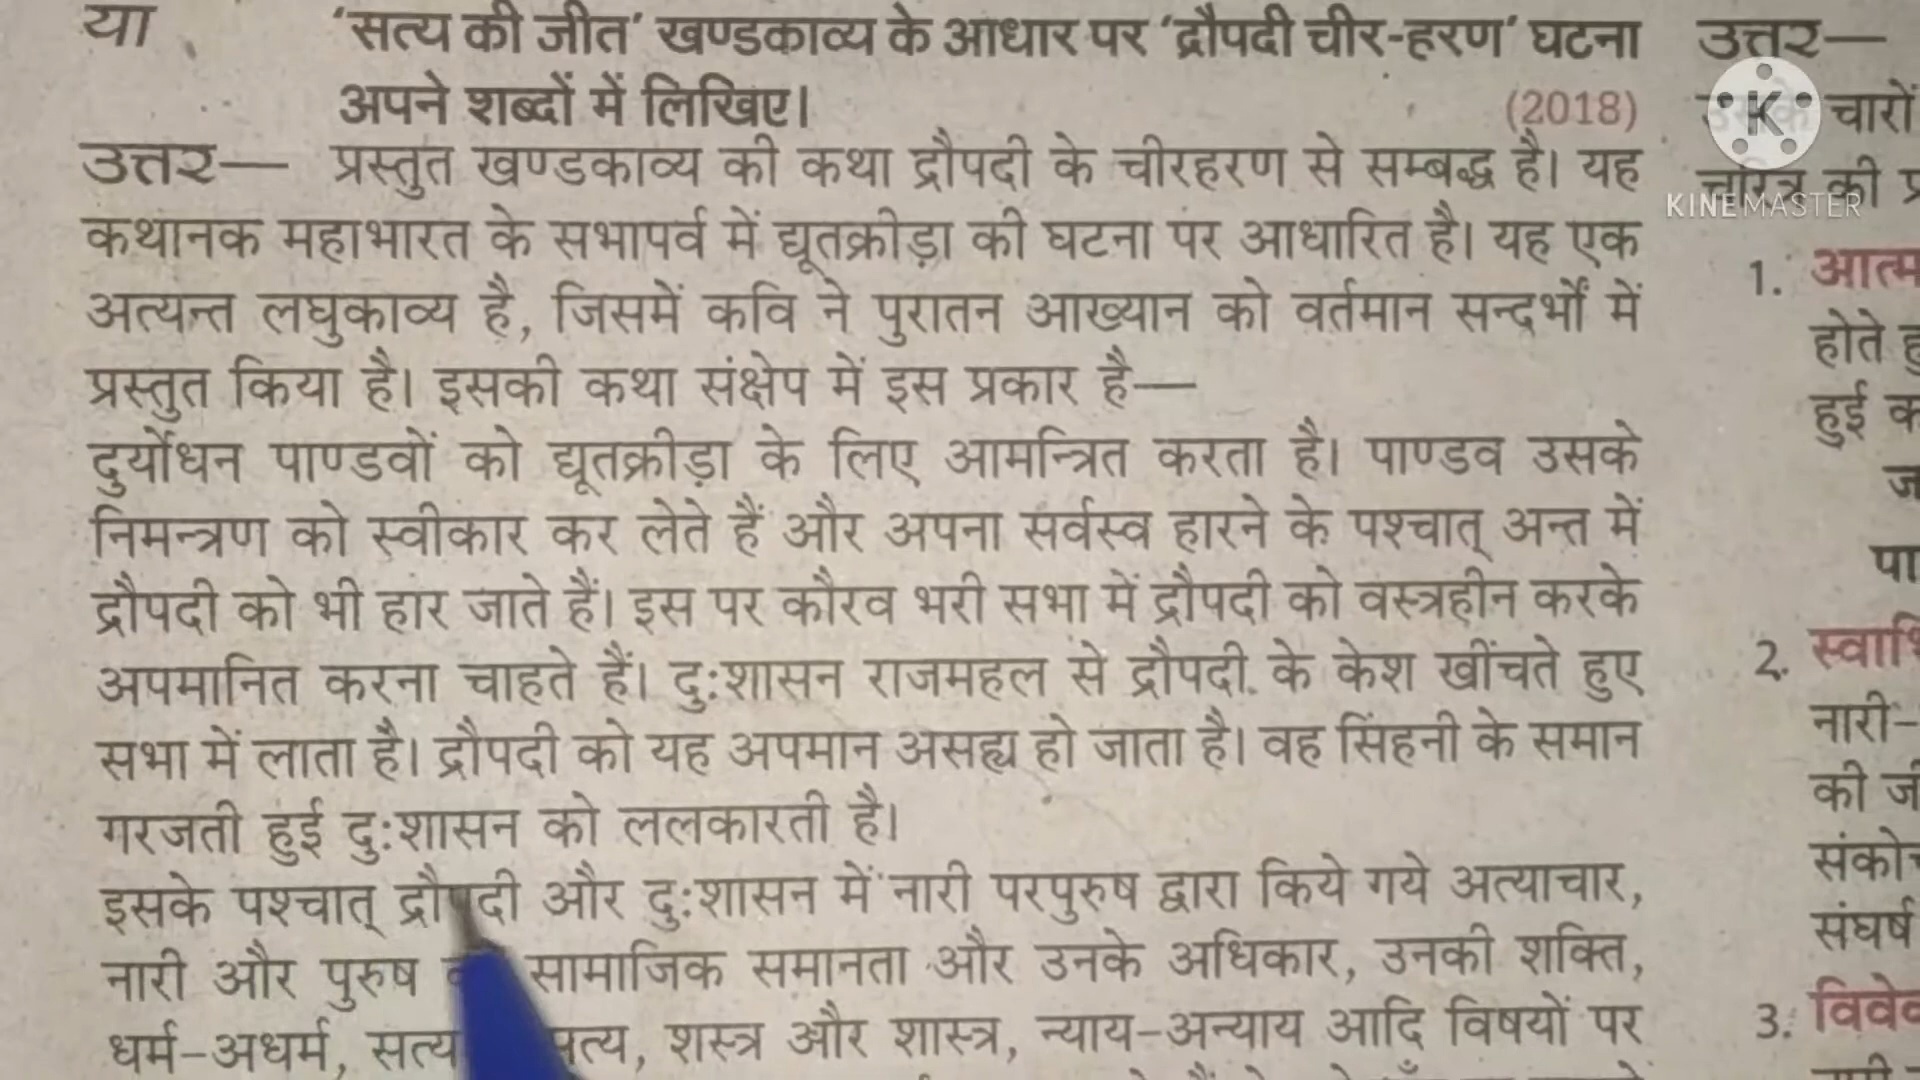 या 'सत्य की जीत' खण्डकाव्य के आधार पर 'द्रौपदी चीर-हरण' घटना
अपने शब्दों में लिखिए। (2018)
उत्तर— प्रस्तुत खण्डकाव्य की कथा द्रौपदी के चीरहरण से सम्बद्ध है। यह
कथानक महाभारत के सभापर्व में द्यूतक्रीड़ा की घटना पर आधारित है। यह एक
अत्यन्त लघुकाव्य है, जिसमें कवि ने पुरातन आख्यान को वर्तमान सन्दर्भों में
प्रस्तुत किया है। इसकी कथा संक्षेप में इस प्रकार है—
दुर्योधन पाण्डवों को द्यूतक्रीड़ा के लिए आमन्त्रित करता है। पाण्डव उसके
निमन्त्रण को स्वीकार कर लेते हैं और अपना सर्वस्व हारने के पश्चात् अन्त में
द्रौपदी को भी हार जाते हैं। इस पर कौरव भरी सभा में द्रौपदी को वस्त्रहीन करके
अपमानित करना चाहते हैं। दुःशासन राजमहल से द्रौपदी के केश खींचते हुए
सभा में लाता है। द्रौपदी को यह अपमान असह्य हो जाता है। वह सिंहनी के समान
गरजती हुई दुःशासन को ललकारती है।
इसके पश्चात् द्रौपदी और दुःशासन में नारी परपुरुष द्वारा किये गये अत्याचार,
नारी और पुरुष सामाजिक समानता और उनके अधिकार, उनकी शक्ति,
धर्म-अधर्म, सत्य शस्त्र और शास्त्र, न्याय-अन्याय आदि विषयों पर
उत्तर—
चारों
चरित्र की
K
KINEMASTER
1.
होते
हुई
2.
नारी-
की
संघर्ष
3.